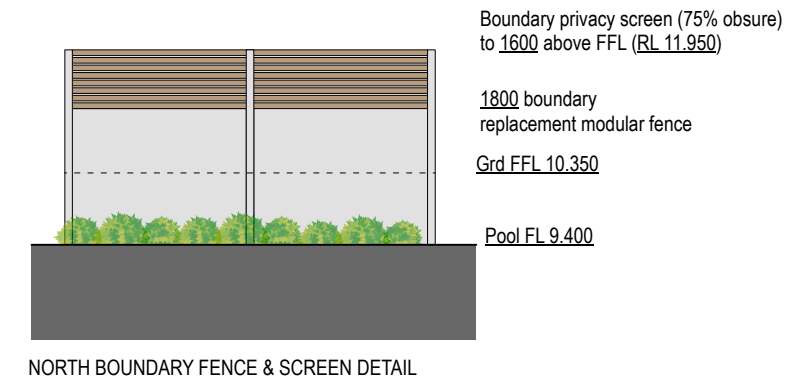 Boundary privacy screen (75% obsure)
to 1600 above FFL (RL 11.950)
1800 boundary
replacement modular fence
Grd FFL 10.350
Pool FL 9.400
NORTH BOUNDARY FENCE & SCREEN DETAIL